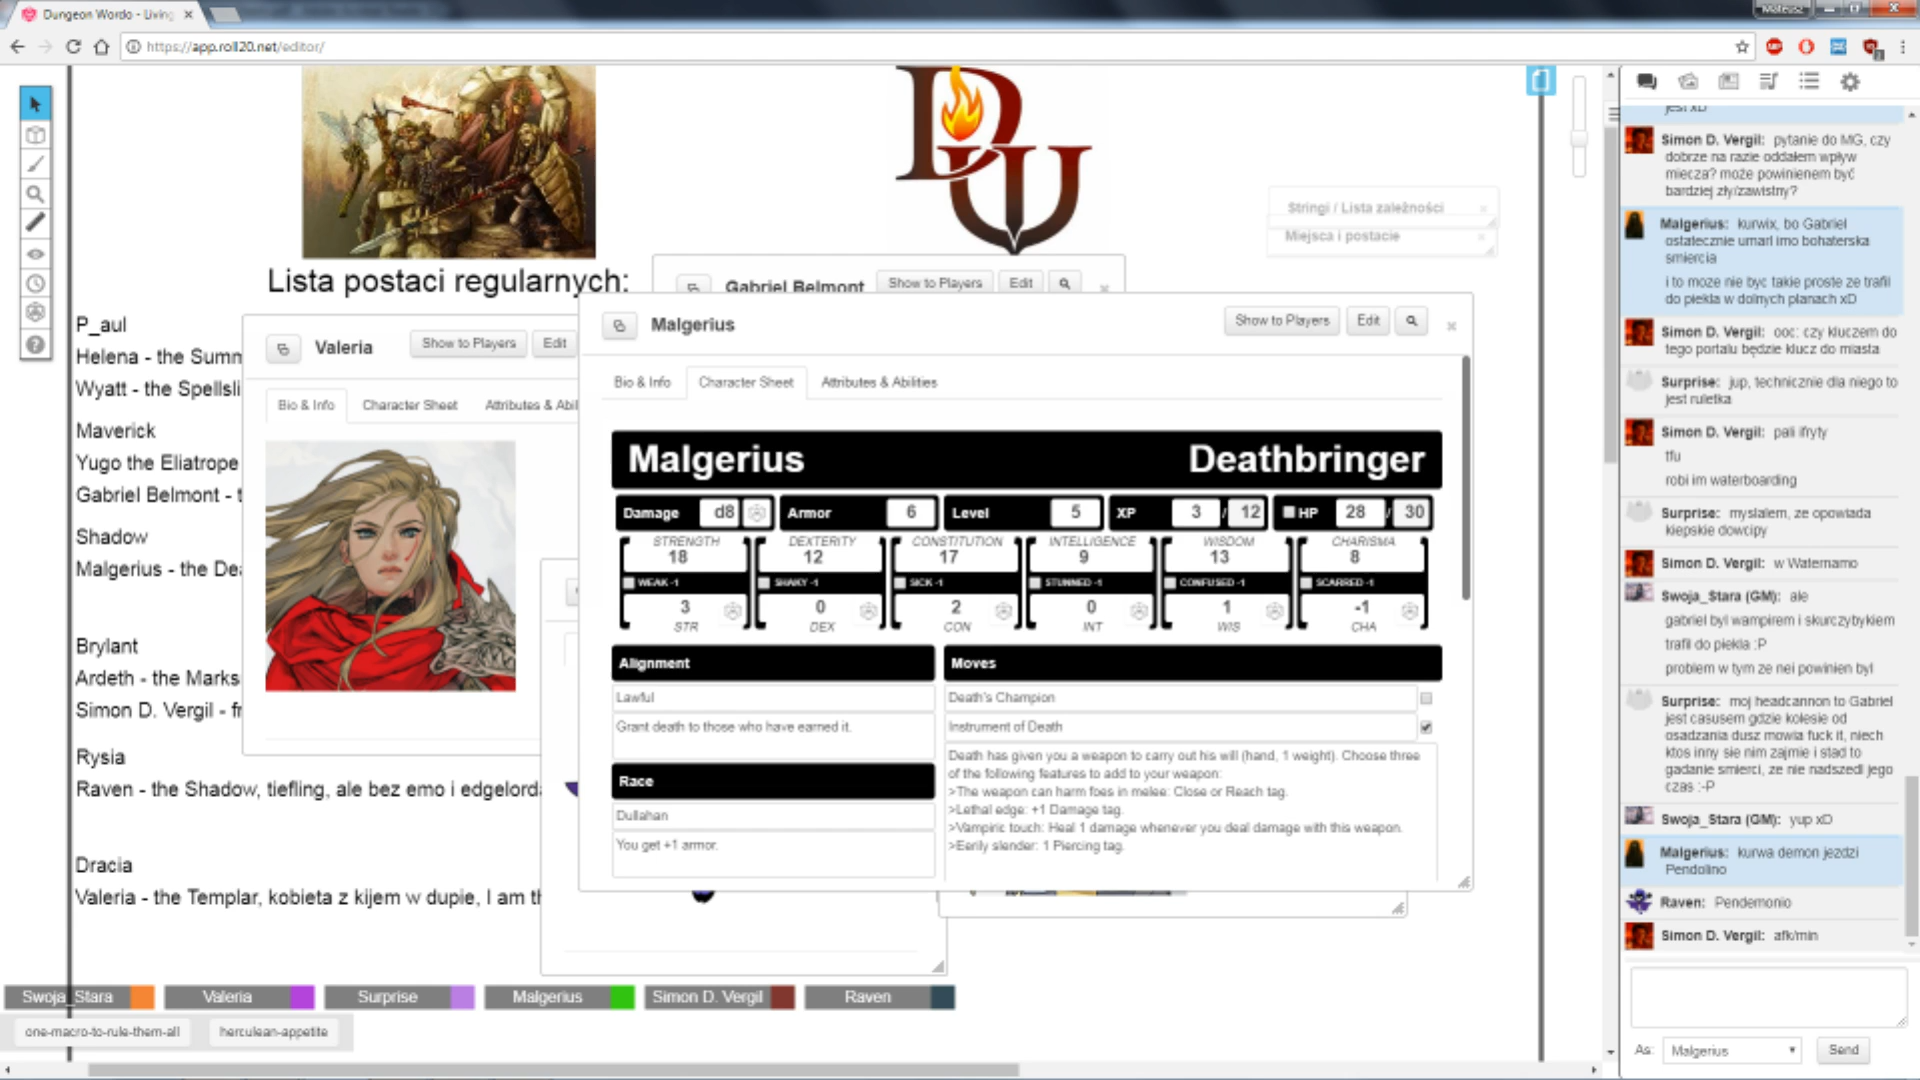 Dungeon Wordo - Living
Mateusz
https://app.roll20.net/editor/
DW
Lista postaci regularnych:
P_aul
Helena - the Summ
Wyatt - the Spellsli
Maverick
Yugo the Eliatrope
Gabriel Belmont - t
Shadow
Malgerius - the Dea
Brylant
Ardeth - the Marks
Simon D. Vergil - fr
Rysia
Raven - the Shadow, tiefling, ale bez emo i edgelorda
Dracia
Valeria - the Templar, kobieta z kijem w dupie, I am th
Stringi / Lista zależności
Miejsca i postacie
Gabriel Belmont
Show to Players
Edit
Valeria
Show to Players
Edit
Bio & Info
Character Sheet
Attributes & Abil
Malgerius
Show to Players
Edit
Bio & Info
Character Sheet
Attributes & Abilities
Malgerius Deathbringer
Damage d8 Armor 6 Level 5 XP 3 / 12 HP 28 / 30
STRENGTH DEXTERITY CONSTITUTION INTELLIGENCE WISDOM CHARISMA
18 12 17 9 13 8
WEAK -1 SHAKY -1 SICK -1 STUNNED -1 CONFUSED -1 SCARRED -1
3 0 2 0 1 -1
STR DEX CON INT WIS CHA
Alignment
Lawful
Grant death to those who have earned it.
Race
Dullahan
You get +1 armor.
Moves
Death's Champion
Instrument of Death
Death has given you a weapon to carry out his will (hand, 1 weight). Choose three
of the following features to add to your weapon:
>The weapon can harm foes in melee: Close or Reach tag.
>Lethal edge: +1 Damage tag.
>Vampiric touch: Heal 1 damage whenever you deal damage with this weapon.
>Eerily slender: 1 Piercing tag.
Swoja_Stara
Valeria
Surprise
Malgerius
Simon D. Vergil
Raven
one-macro-to-rule-them-all
herculean-appetite
jest xD
Simon D. Vergil: pytanie do MG, czy
dobrze na razie oddałem wpływ
miecza? może powinienem być
bardziej zły/zawistny?
Malgerius: kurwix, bo Gabriel
ostatecznie umarl imo bohaterska
smiercia
i to moze nie byc takie proste ze trafil
do piekla w dolnych planach xD
Simon D. Vergil: ooc: czy kluczem do
tego portalu będzie klucz do miasta
Surprise: jup, technicznie dla niego to
jest ruletka
Simon D. Vergil: pali ifryty
tfu
robi im waterboarding
Surprise: myslalem, ze opowiada
kiepskie dowcipy
Simon D. Vergil: w Waternamo
Swoja_Stara (GM): ale
gabriel byl wampirem i skurczybykiem
trafil do piekla :P
problem w tym ze nei powinien byl
Surprise: moj headcannon to Gabriel
jest casusem gdzie kolesie od
osadzania dusz mowia fuck it, niech
ktos inny sie nim zajmie i stad to
gadanie smierci, ze nie nadszedl jego
czas :-P
Swoja_Stara (GM): yup xD
Malgerius: kurwa demon jezdzi
Pendolino
Raven: Pendemonio
Simon D. Vergil: afk/min
As: Malgerius
Send